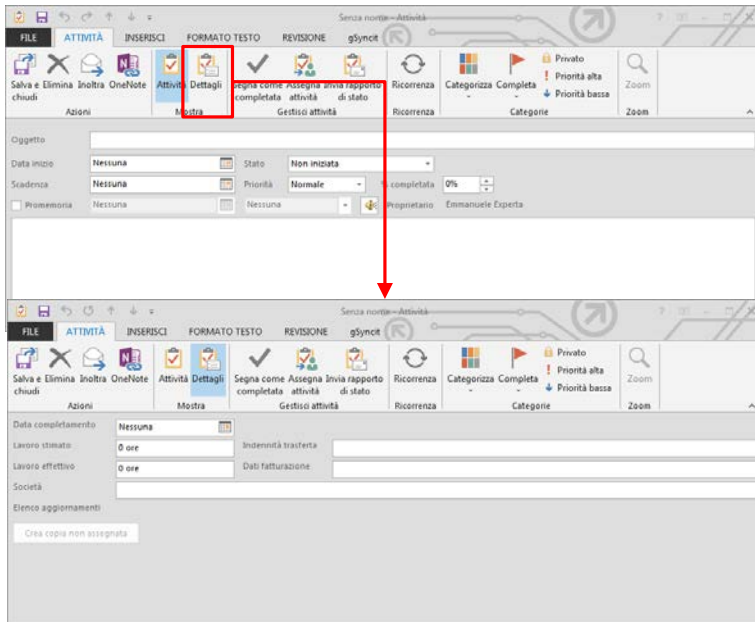 Senza nome - Attività
FILE ATTIVITÀ INSERISCI FORMATO TESTO REVISIONE gSyncit
Salva e chiudi Elimina Inoltra OneNote Attività Dettagli Segna come completata Assegna attività Invia rapporto di stato Ricorrenza Categorizza Completa Privato
Priorità alta
Priorità bassa
Zoom
Azioni Mostra Gestisci attività Ricorrenza Categorie Zoom
Oggetto
Data inizio Nessuna Stato Non iniziata
Scadenza Nessuna Priorità Normale % completata 0%
Promemoria Nessuna Nessuna Proprietario Emmanuele Experta
Senza nome - Attività
FILE ATTIVITÀ INSERISCI FORMATO TESTO REVISIONE gSyncit
Salva e chiudi Elimina Inoltra OneNote Attività Dettagli Segna come completata Assegna attività Invia rapporto di stato Ricorrenza Categorizza Completa Privato
Priorità alta
Priorità bassa
Zoom
Azioni Mostra Gestisci attività Ricorrenza Categorie Zoom
Data completamento Nessuna
Lavoro stimato 0 ore Indennità trasferta
Lavoro effettivo 0 ore Dati fatturazione
Società
Elenco aggiornamenti
Crea copia non assegnata